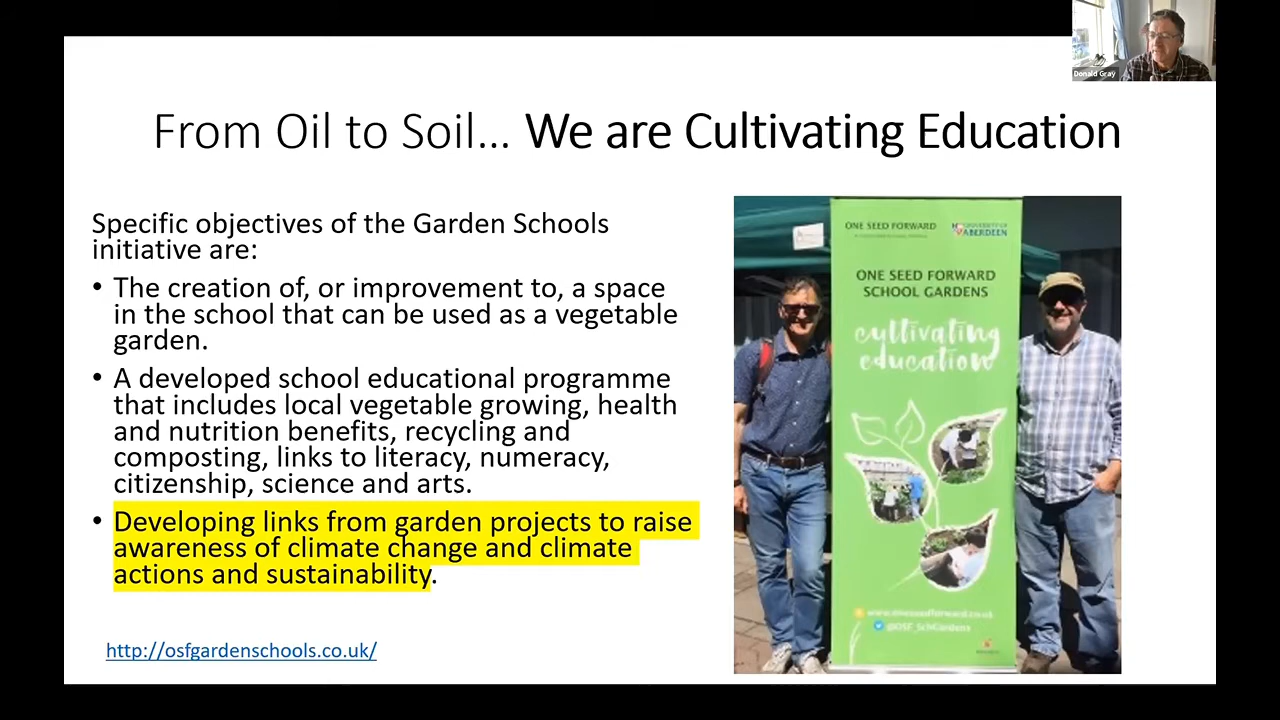 Donald Gray
From Oil to Soil... We are Cultivating Education
Specific objectives of the Garden Schools
initiative are:
• The creation of, or improvement to, a space
in the school that can be used as a vegetable
garden.
• A developed school educational programme
that includes local vegetable growing, health
and nutrition benefits, recycling and
composting, links to literacy, numeracy,
citizenship, science and arts.
• Developing links from garden projects to raise
awareness of climate change and climate
actions and sustainability.
http://osfgardenschools.co.uk/
ONE SEED FORWARD
UNIVERSITY OF
ABERDEEN
ONE SEED FORWARD
SCHOOL GARDENS
cultivating
education
www.oneseedforward.co.uk
@OSF_SchGardens